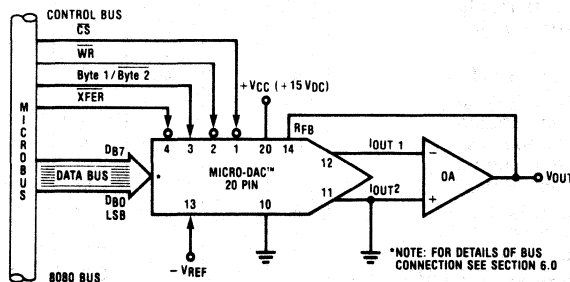 CONTROL BUS
CS
WR
Byte 1/Byte 2
XFER
+VCC (+15 VDC)
RFB
MICROBUS
4 3 2 1 20 14
DB7
DATA BUS
DB0
LSB
*
MICRO-DAC™
20 PIN
12
11
13
10
IOUT 1
IOUT2
−
+
OA
VOUT
− VREF
*NOTE: FOR DETAILS OF BUS
CONNECTION SEE SECTION 6.0
8080 BUS